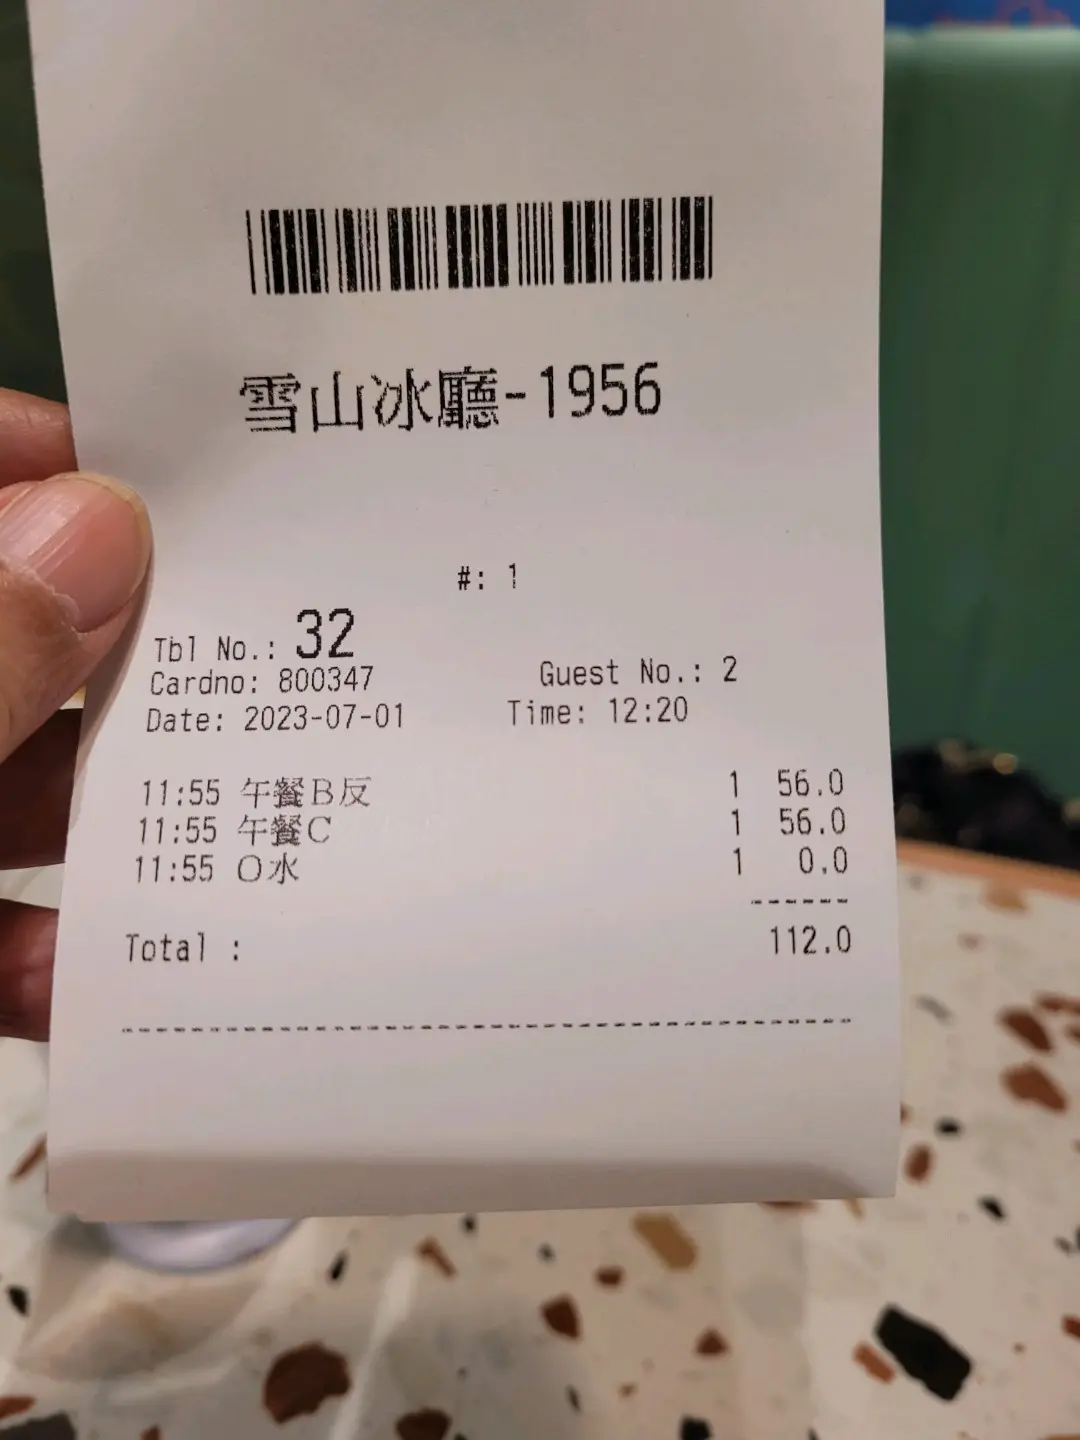 雪山冰廳-1956
#: 1
Tbl No.: 32
Cardno: 800347 Guest No.: 2
Date: 2023-07-01 Time: 12:20
11:55 午餐B反 1 56.0
11:55 午餐C 1 56.0
11:55 O水 1 0.0
Total : 112.0